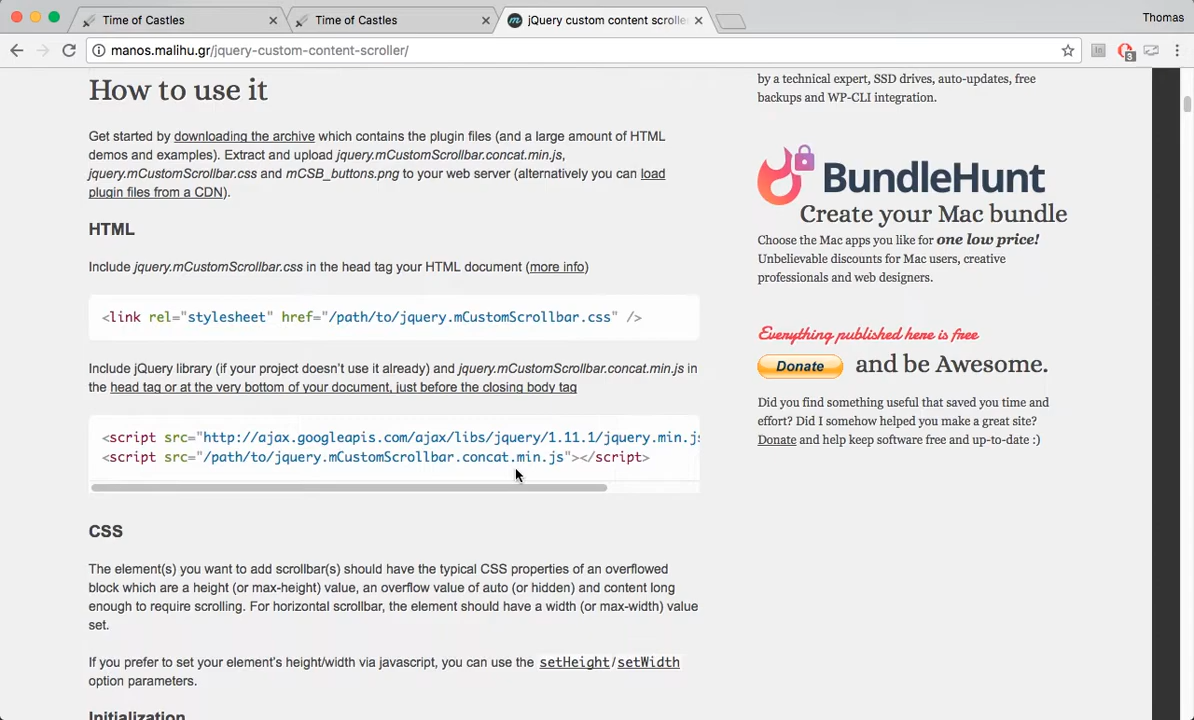 Time of Castles
Time of Castles
jQuery custom content scroller
Thomas
manos.malihu.gr/jquery-custom-content-scroller/
3
How to use it
Get started by downloading the archive which contains the plugin files (and a large amount of HTML
demos and examples). Extract and upload jquery.mCustomScrollbar.concat.min.js,
jquery.mCustomScrollbar.css and mCSB_buttons.png to your web server (alternatively you can load
plugin files from a CDN).
HTML
Include jquery.mCustomScrollbar.css in the head tag your HTML document (more info)
<link rel="stylesheet" href="/path/to/jquery.mCustomScrollbar.css" />
Include jQuery library (if your project doesn't use it already) and jquery.mCustomScrollbar.concat.min.js in
the head tag or at the very bottom of your document, just before the closing body tag
<script src="http://ajax.googleapis.com/ajax/libs/jquery/1.11.1/jquery.min.js
<script src="/path/to/jquery.mCustomScrollbar.concat.min.js"></script>
CSS
The element(s) you want to add scrollbar(s) should have the typical CSS properties of an overflowed
block which are a height (or max-height) value, an overflow value of auto (or hidden) and content long
enough to require scrolling. For horizontal scrollbar, the element should have a width (or max-width) value
set.
If you prefer to set your element's height/width via javascript, you can use the setHeight/setWidth
option parameters.
Initialization
by a technical expert, SSD drives, auto-updates, free
backups and WP-CLI integration.
BundleHunt
Create your Mac bundle
Choose the Mac apps you like for one low price!
Unbelievable discounts for Mac users, creative
professionals and web designers.
Everything published here is free
Donate and be Awesome.
Did you find something useful that saved you time and
effort? Did I somehow helped you make a great site?
Donate and help keep software free and up-to-date :)